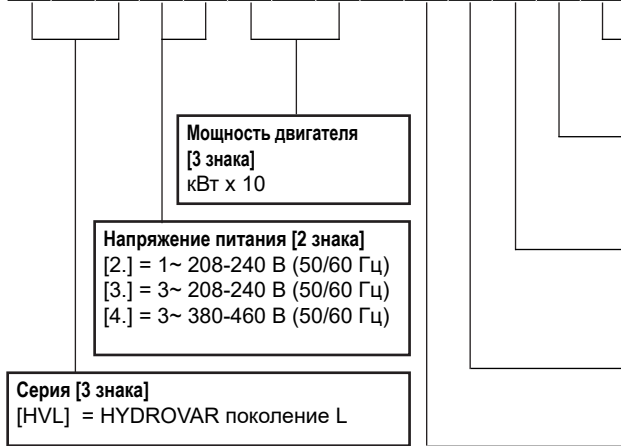 Мощность двигателя
[3 знака]
кВт x 10
Напряжение питания [2 знака]
[2.] = 1~ 208-240 В (50/60 Гц)
[3.] = 3~ 208-240 В (50/60 Гц)
[4.] = 3~ 380-460 В (50/60 Гц)
Серия [3 знака]
[HVL] = HYDROVAR поколение L